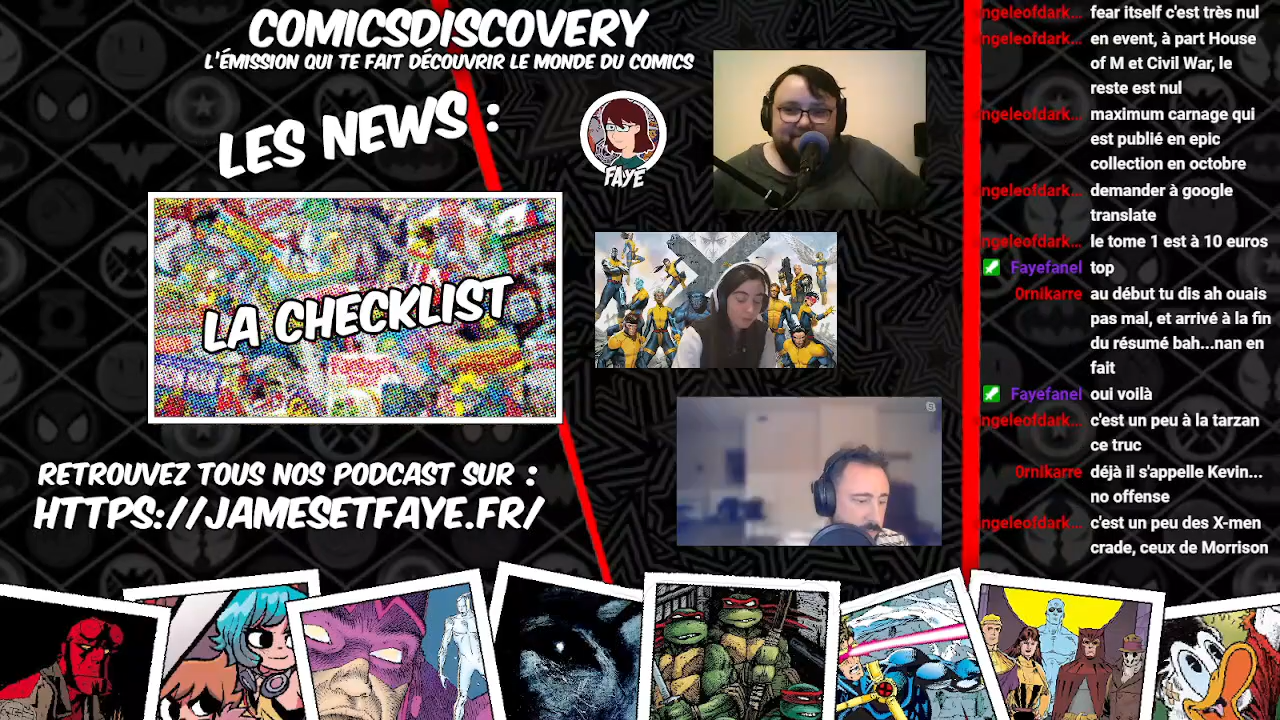 COMICSDISCOVERY
L'ÉMISSION QUI TE FAIT DÉCOUVRIR LE MONDE DU COMICS
LES NEWS :
FAYE
LA CHECKLIST
RETROUVEZ TOUS NOS PODCAST SUR :
HTTPS://JAMESETFAYE.FR/
ngeleofdark... fear itself c'est très nul
ngeleofdark... en event, à part House
of M et Civil War, le
reste est nul
ngeleofdark... maximum carnage qui
est publié en epic
collection en octobre
ngeleofdark... demander à google
translate
ngeleofdark... le tome 1 est à 10 euros
Fayefanel top
0rnikarre au début tu dis ah ouais
pas mal, et arrivé à la fin
du résumé bah...nan en
fait
Fayefanel oui voilà
ngeleofdark... c'est un peu à la tarzan
ce truc
0rnikarre déjà il s'appelle Kevin...
no offense
ngeleofdark... c'est un peu des X-men
crade, ceux de Morrison